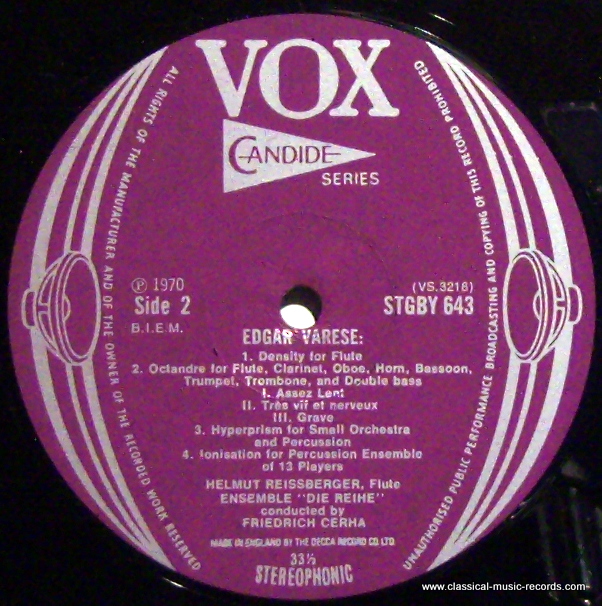 VOX
CANDIDE
SERIES
ALL RIGHTS OF THE MANUFACTURER AND OF THE OWNER OF THE RECORDED WORK RESERVED
UNAUTHORISED PUBLIC PERFORMANCE BROADCASTING AND COPYING OF THIS RECORD PROHIBITED
Ⓟ 1970
Side 2
B.I.E.M.
(VS.3216)
STGBY 643
EDGAR VARESE:
1. Density for Flute
2. Octandre for Flute, Clarinet, Oboe, Horn, Bassoon,
Trumpet, Trombone, and Double bass
I. Assez Lent
II. Très vif et nerveux
III. Grave
3. Hyperprism for Small Orchestra
and Percussion
4. Ionisation for Percussion Ensemble
of 13 Players
HELMUT REISSBERGER, Flute
ENSEMBLE "DIE REIHE"
conducted by
FRIEDRICH CERHA
MADE IN ENGLAND BY THE DECCA RECORD CO. LTD.
33⅓
STEREOPHONIC
www.classical-music-records.com